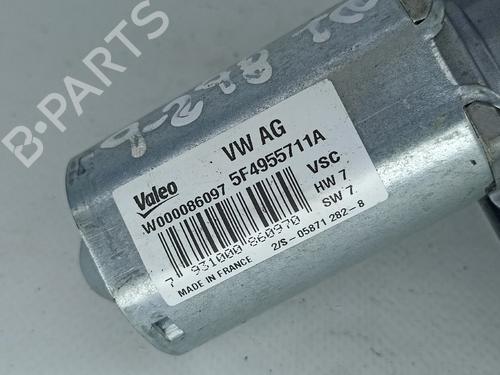 VW AG
Valeo
W000086097 5F4955711A
VSC
HW 7
SW 7
7 931000 860970
MADE IN FRANCE
2/S-05871 282-8
B